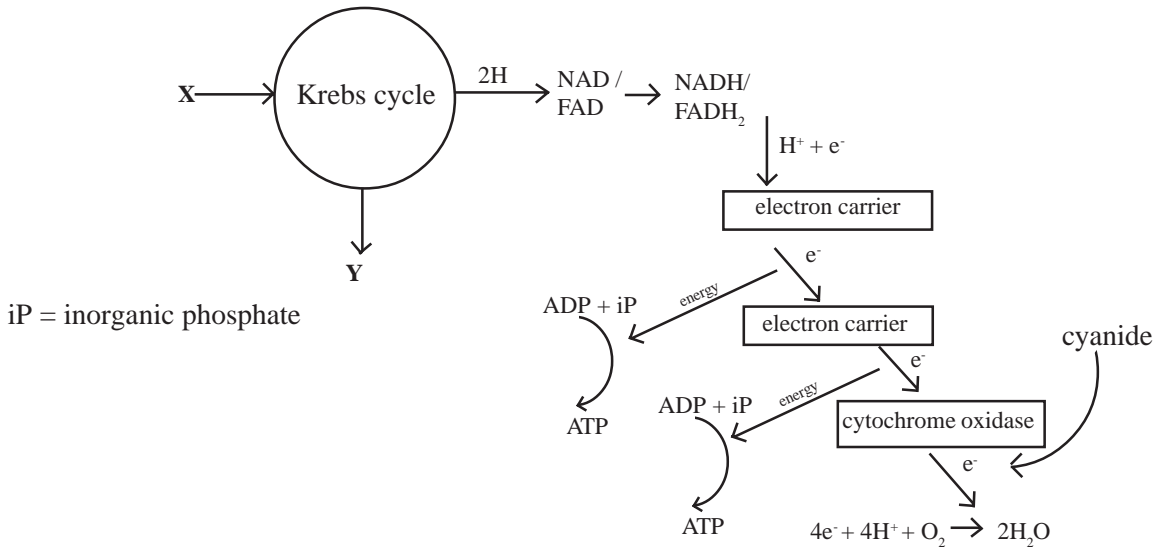 2H
NAD /
FAD
NADH/
FADH₂
X
Krebs cycle
H⁺ + e⁻
electron carrier
Y
e⁻
iP = inorganic phosphate
ADP + iP
energy
electron carrier
cyanide
e⁻
ATP
ADP + iP
energy
cytochrome oxidase
e⁻
ATP
4e⁻ + 4H⁺ + O₂
2H₂O